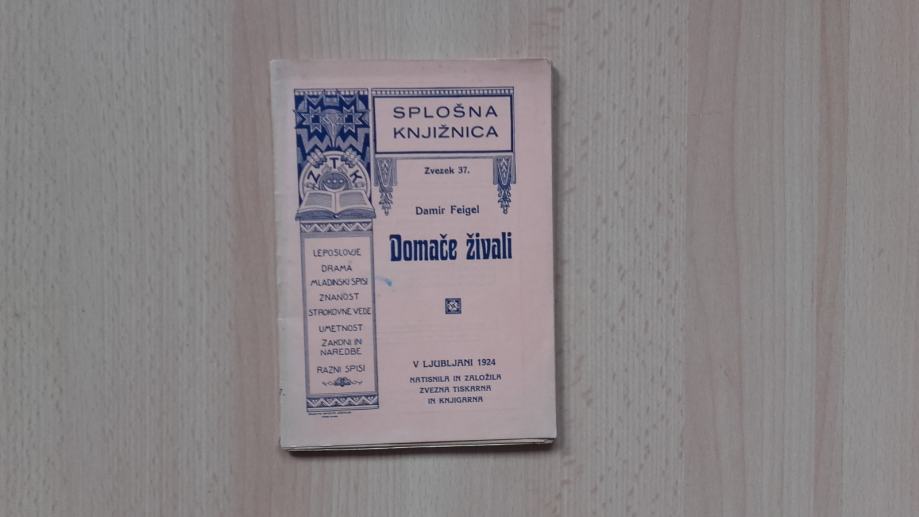 SPLOŠNA
KNJIŽNICA
Zvezek 37.
Damir Feigel
Domače živali
Z T K
LEPOSLOVJE
DRAMA
MLADINSKI SPISI
ZNANOST
STROKOVNE VEDE
UMETNOST
ZAKONI IN
NAREDBE
RAZNI SPISI
V LJUBLJANI 1924
NATISNILA IN ZALOŽILA
ZVEZNA TISKARNA
IN KNJIGARNA